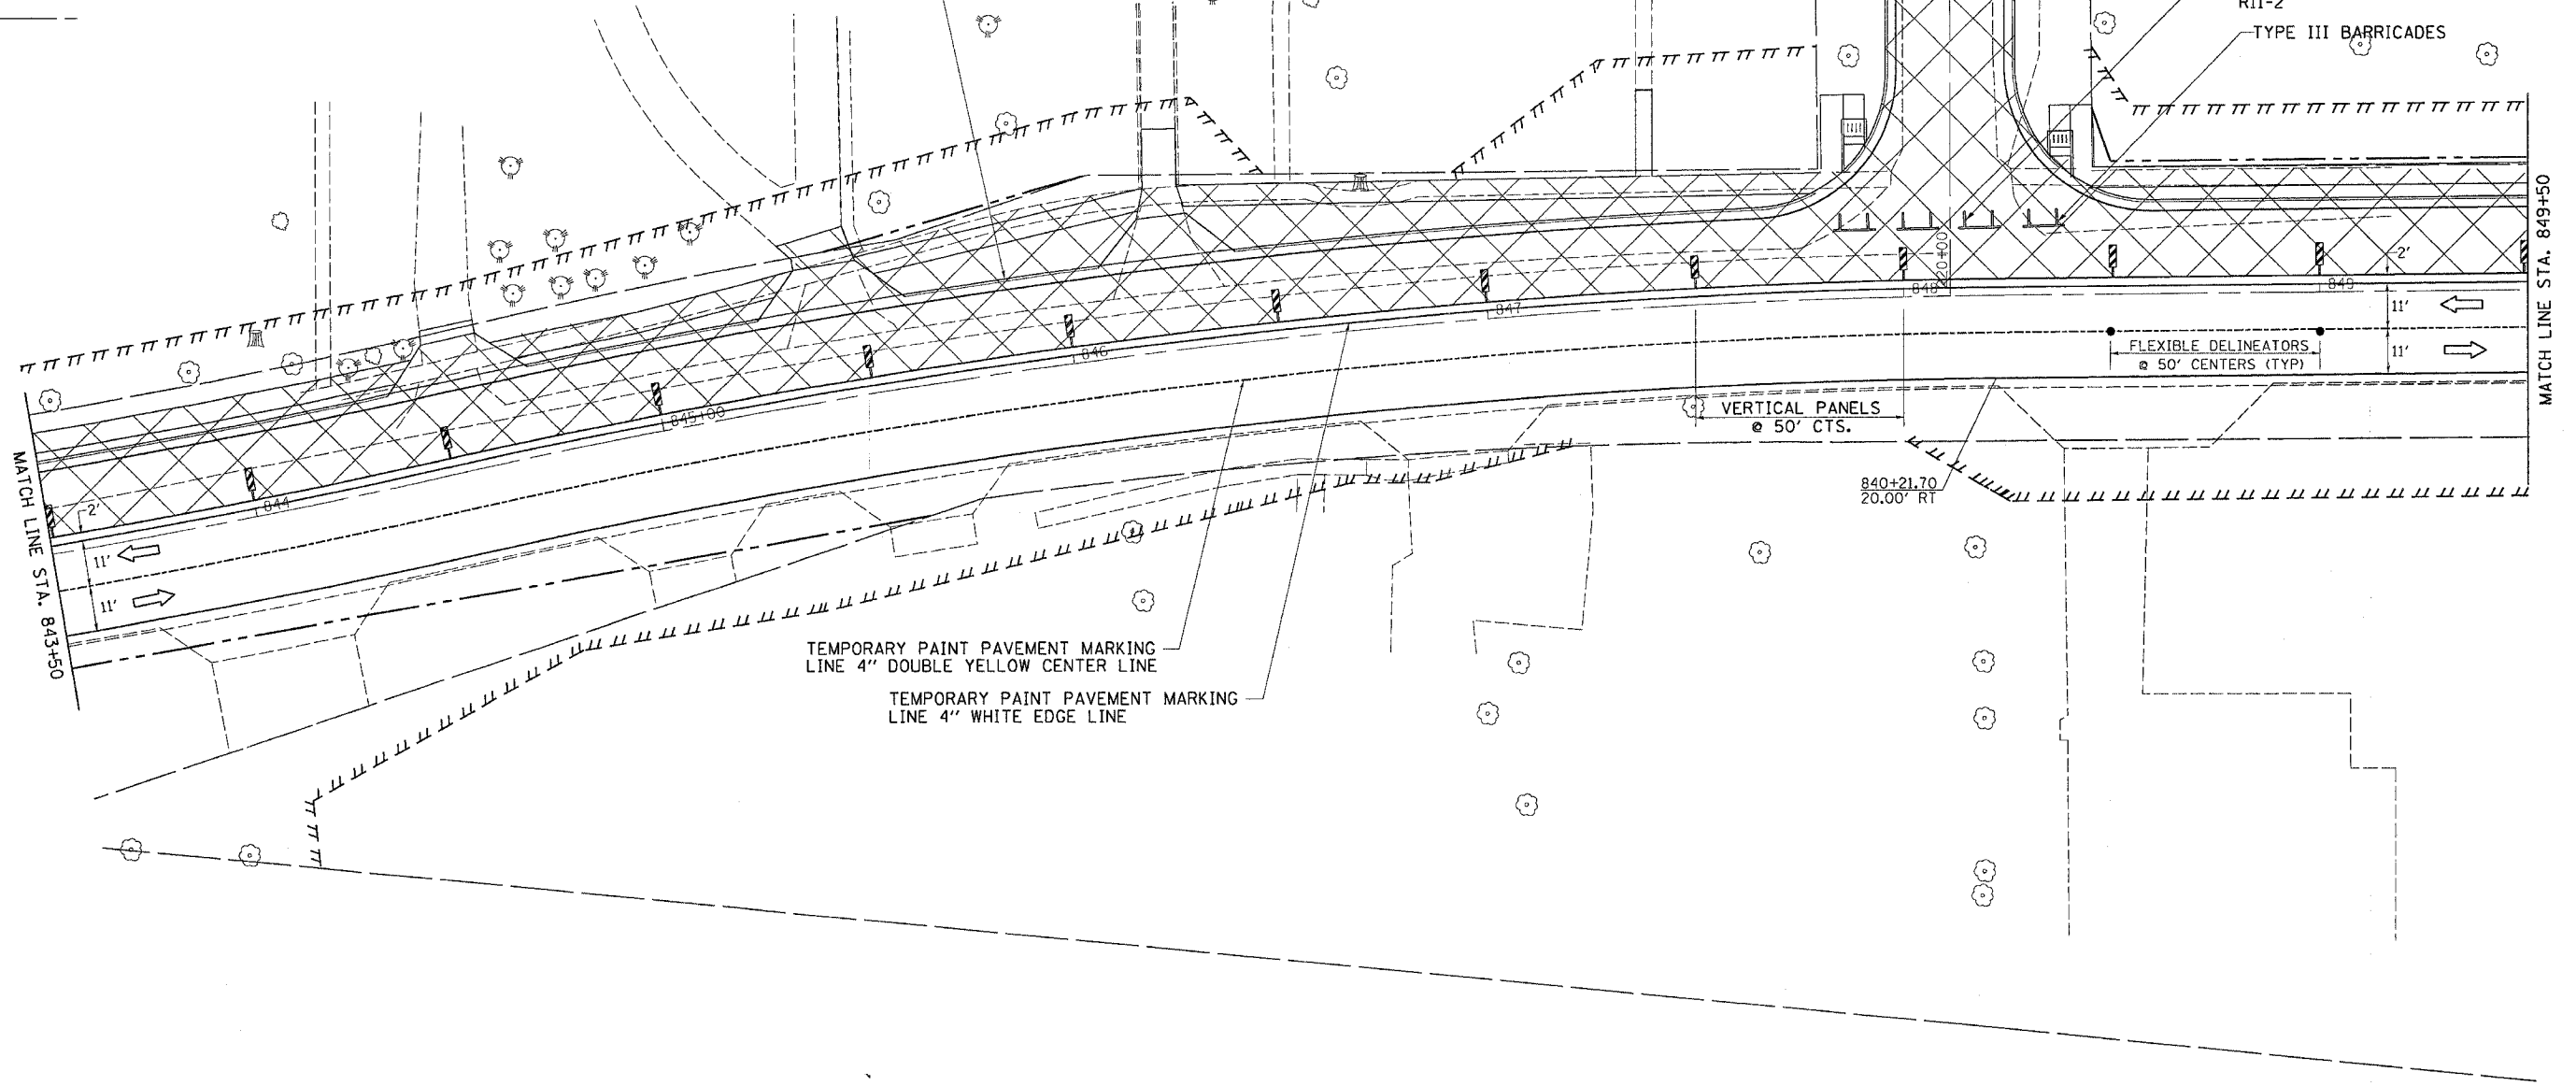 R11-2
TYPE III BARRICADES
MATCH LINE STA. 849+50
20+00
2'
848
849
11'
847
FLEXIBLE DELINEATORS
@ 50' CENTERS (TYP)
11'
846
845+00
VERTICAL PANELS
@ 50' CTS.
MATCH LINE STA. 843+50
844
2'
840+21.70
20.00' RT
11'
11'
TEMPORARY PAINT PAVEMENT MARKING
LINE 4" DOUBLE YELLOW CENTER LINE
TEMPORARY PAINT PAVEMENT MARKING
LINE 4" WHITE EDGE LINE